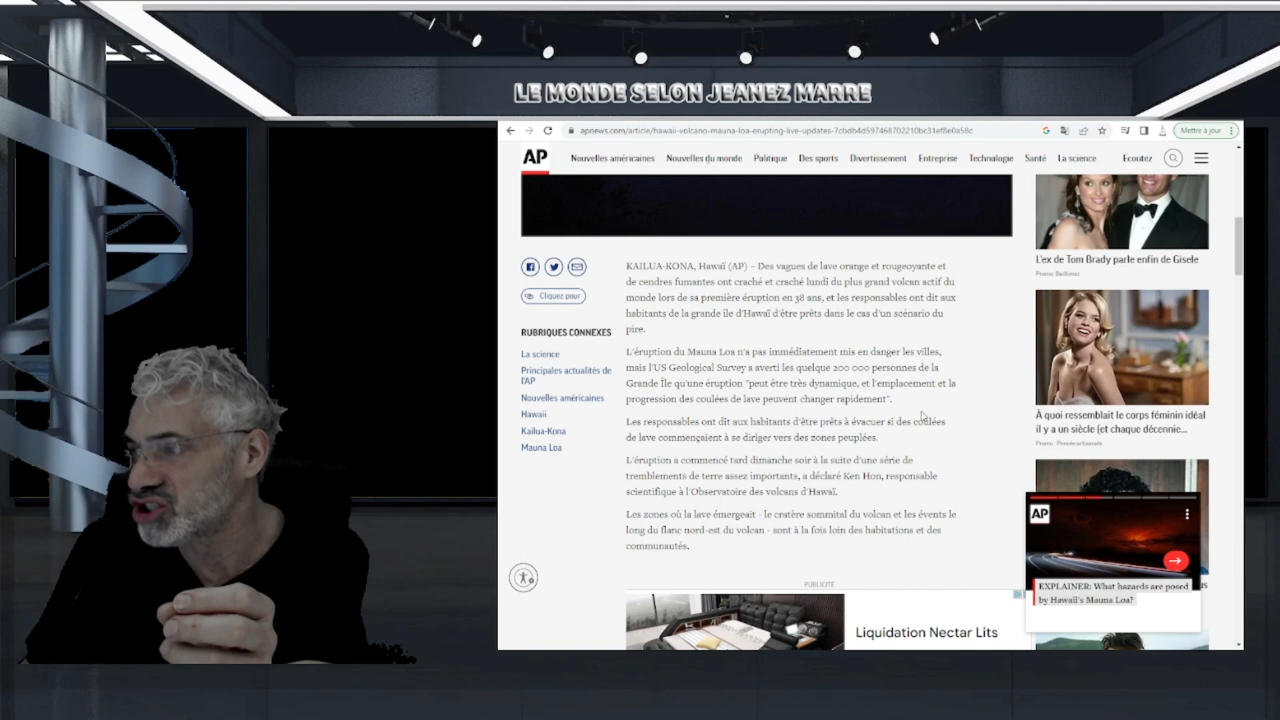 LE MONDE SELON JEANEZ MARRE
apnews.com/article/hawaii-volcano-mauna-loa-erupting-live-updates-7cbdb4d597468702210bc31ef8e0a58c
Mettre à jour
AP
Nouvelles américaines Nouvelles du monde Politique Des sports Divertissement Entreprise Technologie Santé La science Ecoutez
Cliquez pour
RUBRIQUES CONNEXES
La science
Principales actualités de
l'AP
Nouvelles américaines
Hawaii
Kailua-Kona
Mauna Loa
KAILUA-KONA, Hawaï (AP) – Des vagues de lave orange et rougeoyante et
de cendres fumantes ont craché et craché lundi du plus grand volcan actif du
monde lors de sa première éruption en 38 ans, et les responsables ont dit aux
habitants de la grande île d'Hawaï d'être prêts dans le cas d'un scénario du
pire.
L'éruption du Mauna Loa n'a pas immédiatement mis en danger les villes,
mais l'US Geological Survey a averti les quelque 200 000 personnes de la
Grande Île qu'une éruption "peut être très dynamique, et l'emplacement et la
progression des coulées de lave peuvent changer rapidement".
Les responsables ont dit aux habitants d'être prêts à évacuer si des coulées
de lave commençaient à se diriger vers des zones peuplées.
L'éruption a commencé tard dimanche soir à la suite d'une série de
tremblements de terre assez importants, a déclaré Ken Hon, responsable
scientifique à l'Observatoire des volcans d'Hawaï.
Les zones où la lave émergeait - le cratère sommital du volcan et les évents le
long du flanc nord-est du volcan - sont à la fois loin des habitations et des
communautés.
PUBLICITÉ
Liquidation Nectar Lits
L'ex de Tom Brady parle enfin de Gisele
Promu
À quoi ressemblait le corps féminin idéal
il y a un siècle (et chaque décennie...
Promu
AP
EXPLAINER: What hazards are posed
by Hawaii's Mauna Loa?